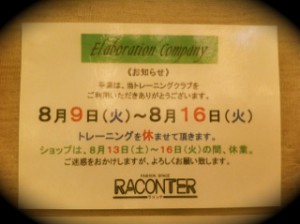 Elaboration Company
《お知らせ》
平素は、当トレーニングクラブを
ご利用いただきありがとうございます。
8月9日(火)～8月16日(火)
トレーニングを休ませて頂きます。
ショップは、8月13日(土)～16日(火)の間、休業。
ご迷惑をおかけしますが、よろしくお願い致します。
RACONTER